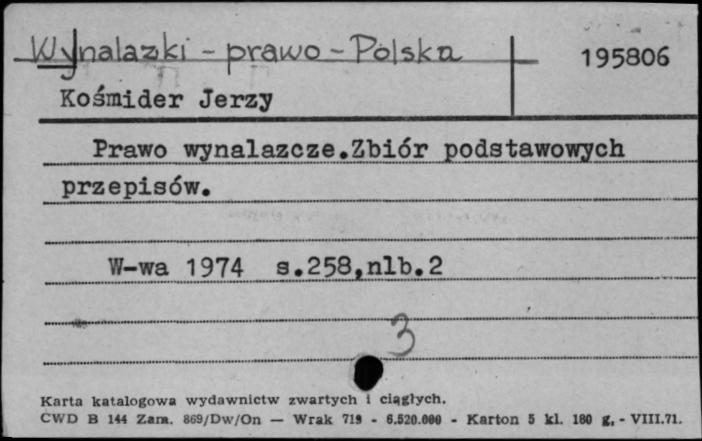 Wynalazki - prawo - Polska
195806
Kośmider Jerzy
Prawo wynalazcze.Zbiór podstawowych
przepisów.
W-wa 1974 s.258,nlb.2
3
Karta katalogowa wydawnictw zwartych i ciągłych.
CWD B 144 Zam. 869/Dw/On — Wrak 719 - 6.520.000 - Karton 5 kl. 180 g, - VIII.71.